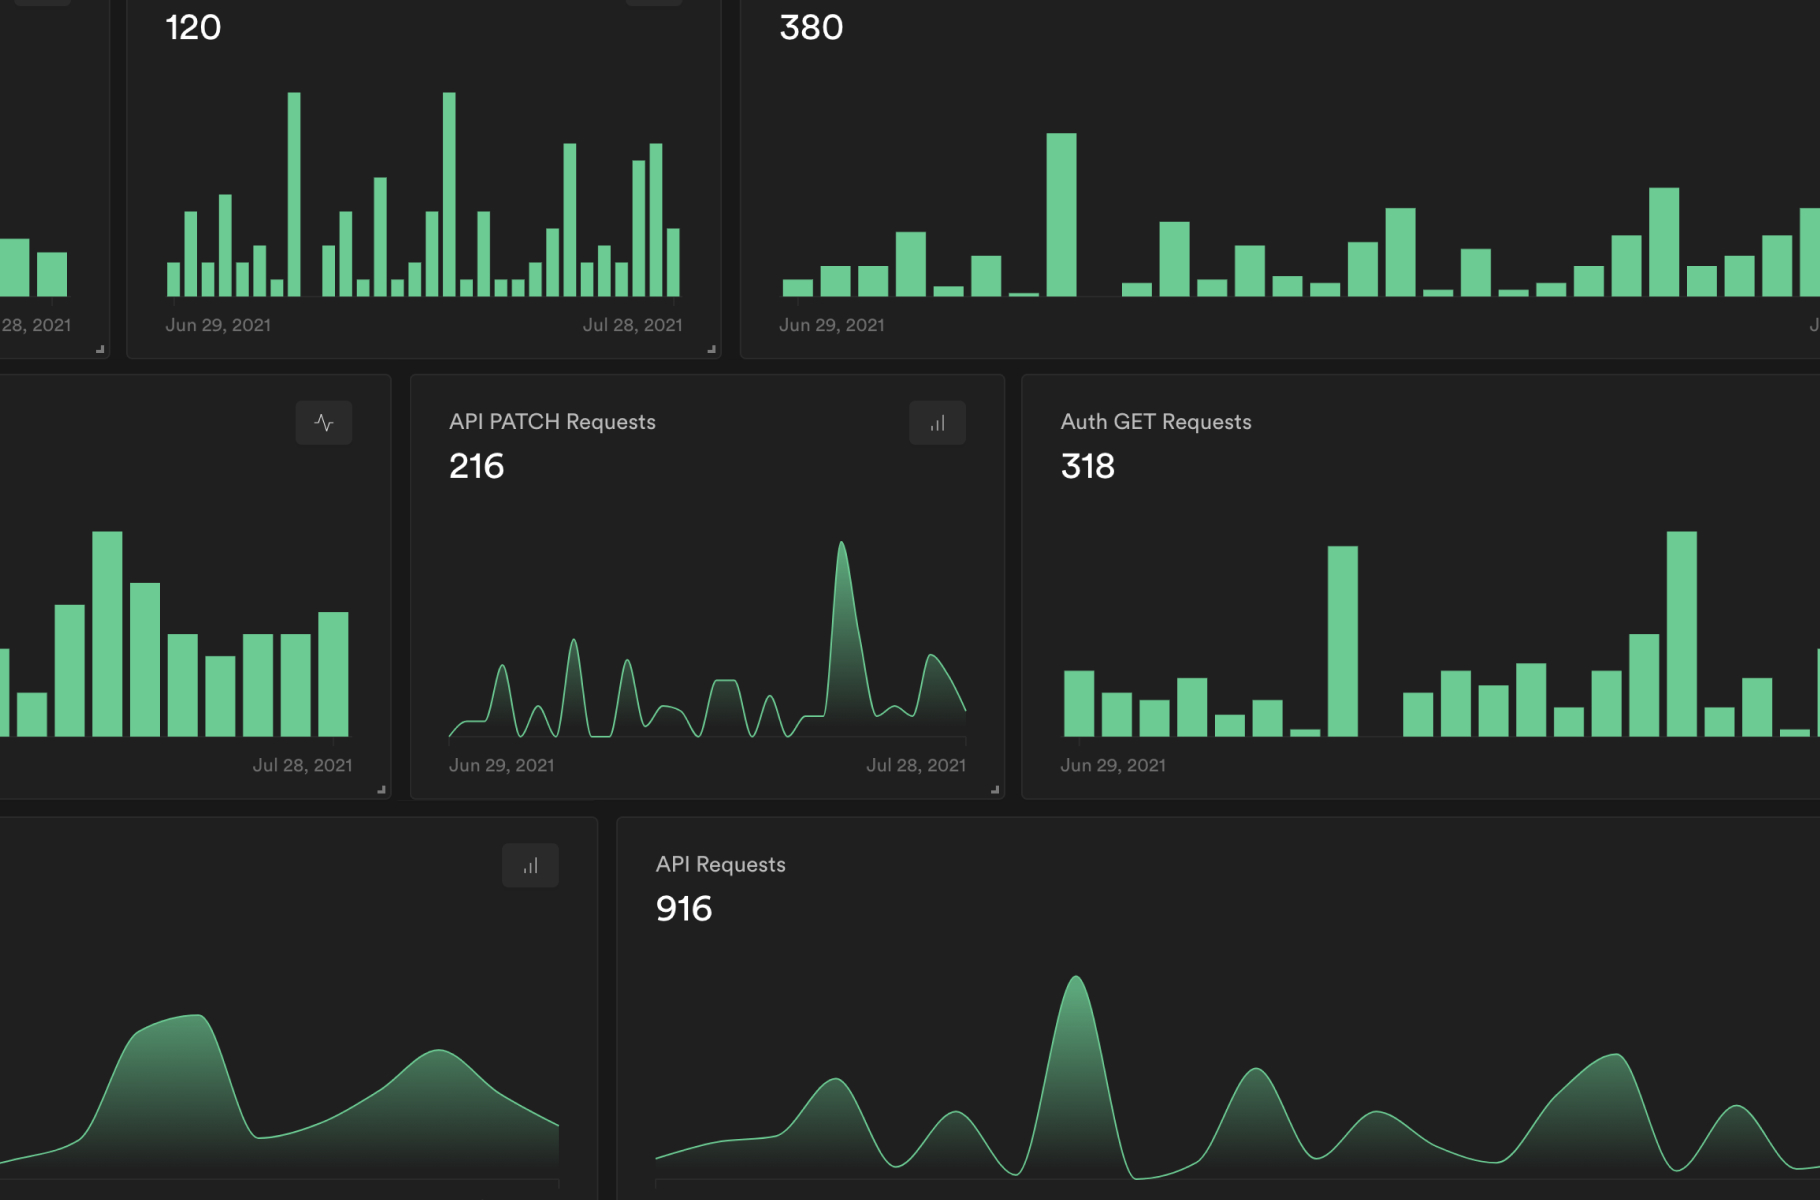 120
380
28, 2021
Jun 29, 2021
Jul 28, 2021
Jun 29, 2021
API PATCH Requests
216
Auth GET Requests
318
Jul 28, 2021
Jun 29, 2021
Jul 28, 2021
Jun 29, 2021
API Requests
916